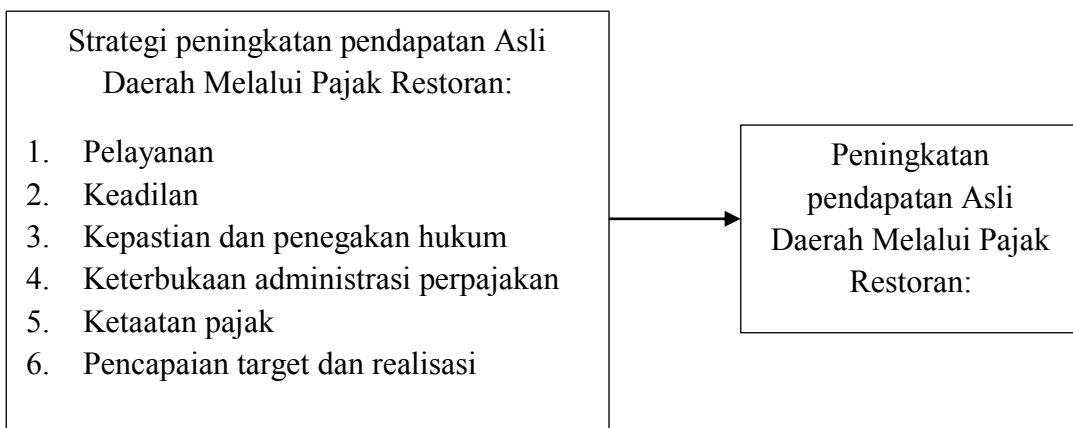 Strategi peningkatan pendapatan Asli
Daerah Melalui Pajak Restoran:
1. Pelayanan
2. Keadilan
3. Kepastian dan penegakan hukum
4. Keterbukaan administrasi perpajakan
5. Ketaatan pajak
6. Pencapaian target dan realisasi
Peningkatan
pendapatan Asli
Daerah Melalui Pajak
Restoran: